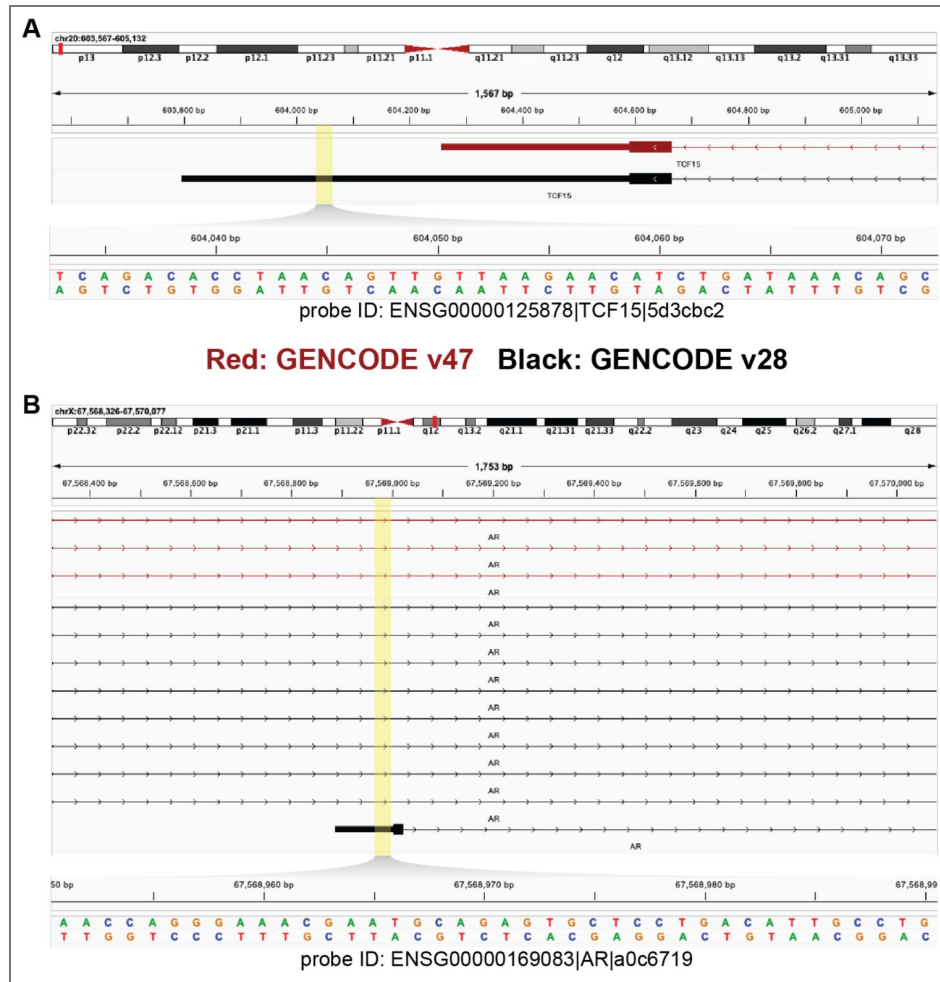 A
chr20:603,567-605,132
p13 p12.3 p12.2 p12.1 p11.23 p11.21 p11.1 q11.21 q11.23 q12 q13.12 q13.13 q13.2 q13.31 q13.33
1,567 bp
603,800 bp 604,000 bp 604,200 bp 604,400 bp 604,600 bp 604,800 bp 605,000 bp
TCF15
TCF15
604,040 bp 604,050 bp 604,060 bp 604,070 bp
T C A G A C A C C T A A C A G T T G T T A A G A A C A T C T G A T A A A C A G C
A G T C T G T G G A T T G T C A A C A A T T C T T G T A G A C T A T T T G T C G
probe ID: ENSG00000125878|TCF15|5d3cbc2
Red: GENCODE v47 Black: GENCODE v28
B
chrX:67,568,326-67,570,077
p22.32 p22.2 p22.12 p21.3 p21.1 p11.3 p11.22 p11.1 q12 q13.2 q21.1 q21.31 q21.33 q22.2 q23 q24 q25 q26.2 q27.1 q28
1,753 bp
67,568,400 bp 67,568,600 bp 67,568,800 bp 67,569,000 bp 67,569,200 bp 67,569,400 bp 67,569,600 bp 67,569,800 bp 67,570,000 bp
AR
AR
AR
AR
AR
AR
AR
AR
AR
AR
AR
AR
50 bp 67,568,960 bp 67,568,970 bp 67,568,980 bp 67,568,99
A A C C A G G G A A A C G A A T G C A G A G T G C T C C T G A C A T T G C C T G
T T G G T C C C T T T G C T T A C G T C T C A C G A G G A C T G T A A C G G A C
probe ID: ENSG00000169083|AR|a0c6719